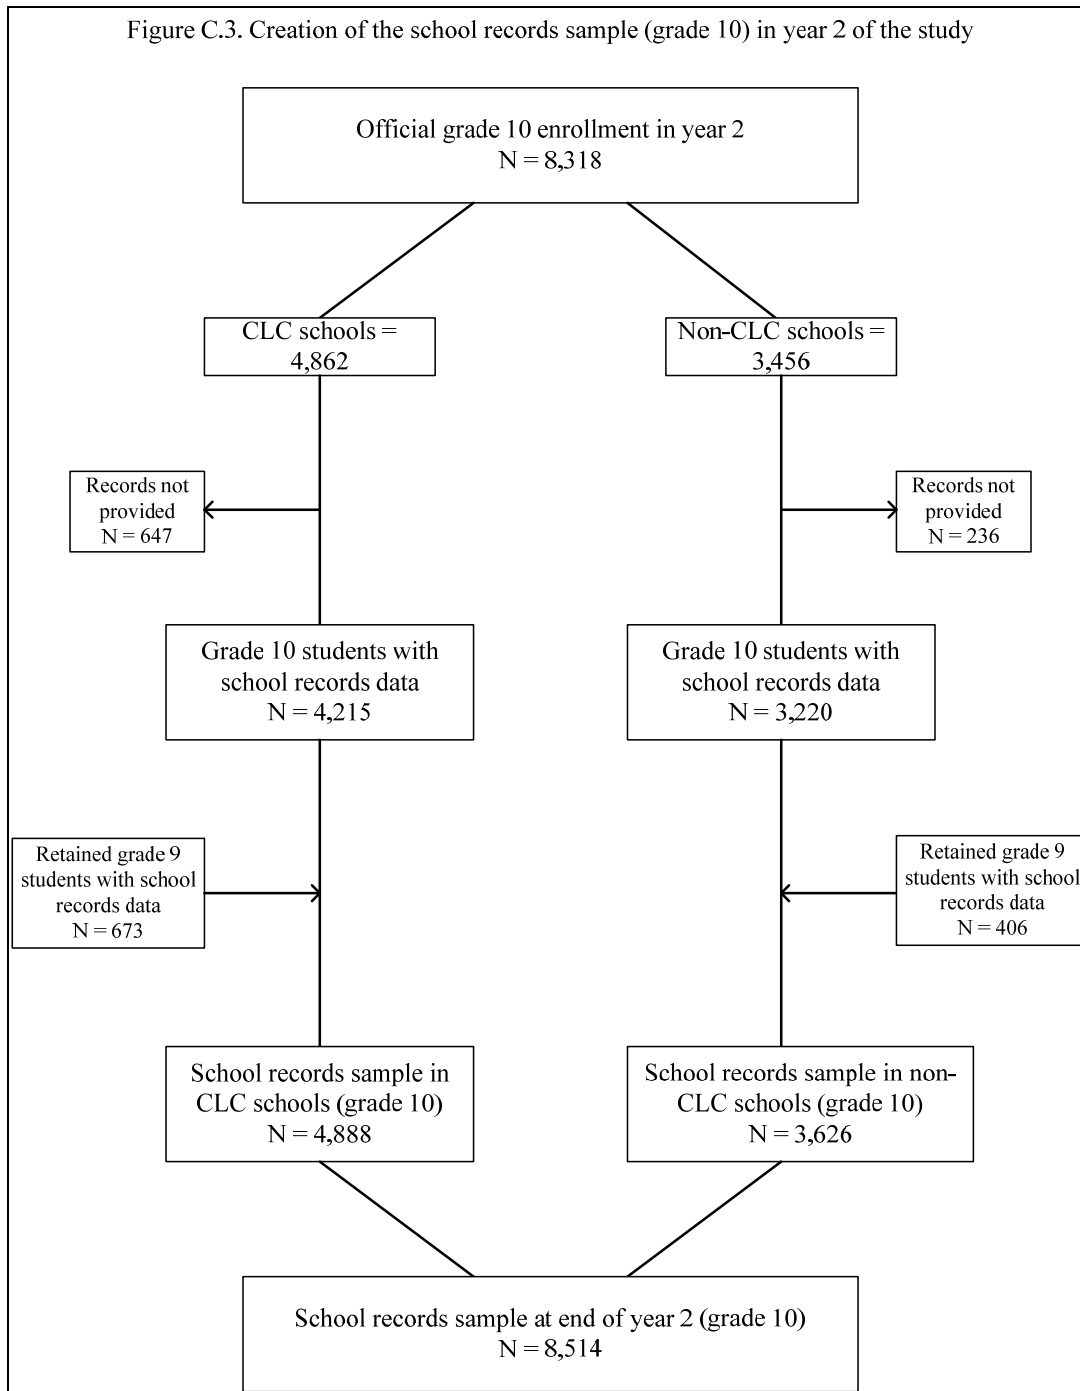 Figure C.3. Creation of the school records sample (grade 10) in year 2 of the study
Official grade 10 enrollment in year 2
N = 8,318
CLC schools =
4,862
Non-CLC schools =
3,456
Records not
provided
N = 647
Records not
provided
N = 236
Grade 10 students with
school records data
N = 4,215
Grade 10 students with
school records data
N = 3,220
Retained grade 9
students with school
records data
N = 673
Retained grade 9
students with school
records data
N = 406
School records sample in
CLC schools (grade 10)
N = 4,888
School records sample in non-
CLC schools (grade 10)
N = 3,626
School records sample at end of year 2 (grade 10)
N = 8,514